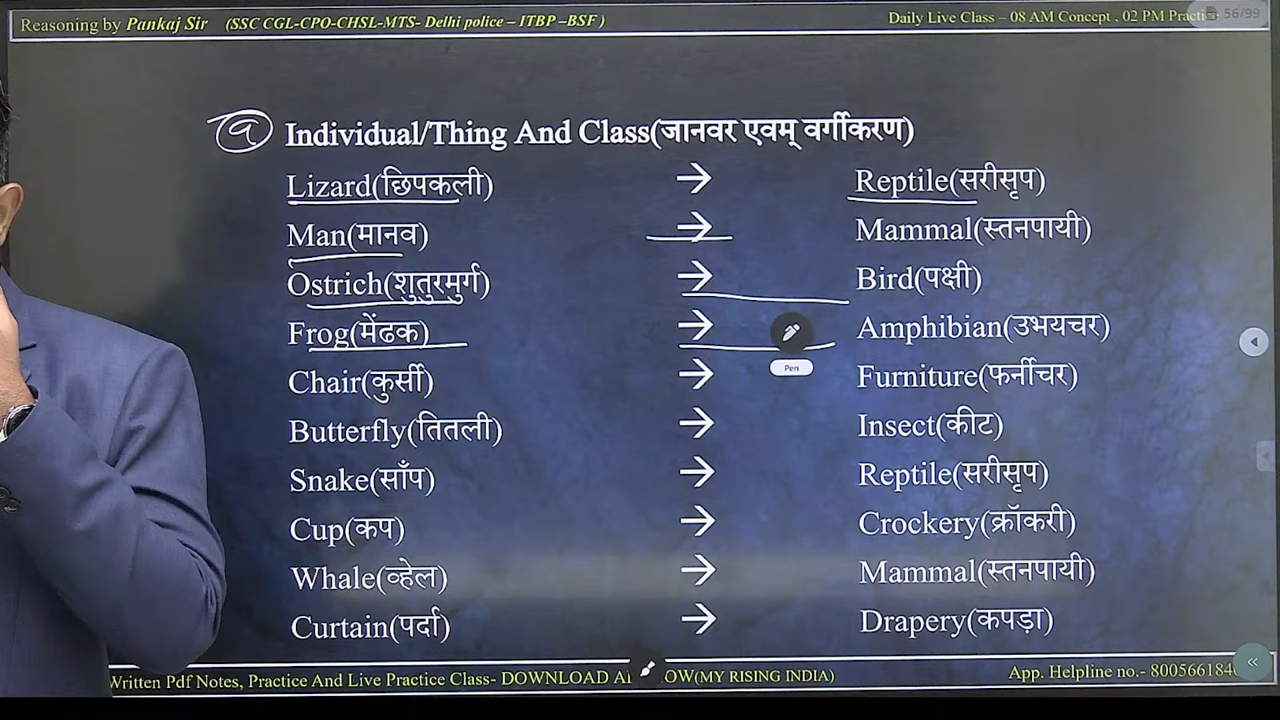 Reasoning by Pankaj Sir (SSC CGL-CPO-CHSL-MTS- Delhi police – ITBP –BSF )
Daily Live Class – 08 AM Concept , 02 PM
56/99
9 Individual/Thing And Class(जानवर एवम् वर्गीकरण)
Lizard(छिपकली) → Reptile(सरीसृप)
Man(मानव) → Mammal(स्तनपायी)
Ostrich(शुतुरमुर्ग) → Bird(पक्षी)
Frog(मेंढक) → Amphibian(उभयचर)
Pen
Chair(कुर्सी) → Furniture(फर्नीचर)
Butterfly(तितली) → Insect(कीट)
Snake(साँप) → Reptile(सरीसृप)
Cup(कप) → Crockery(क्रॉकरी)
Whale(व्हेल) → Mammal(स्तनपायी)
Curtain(पर्दा) → Drapery(कपड़ा)
Written Pdf Notes, Practice And Live Practice Class- DOWNLOAD (MY RISING INDIA)
App. Helpline no.-